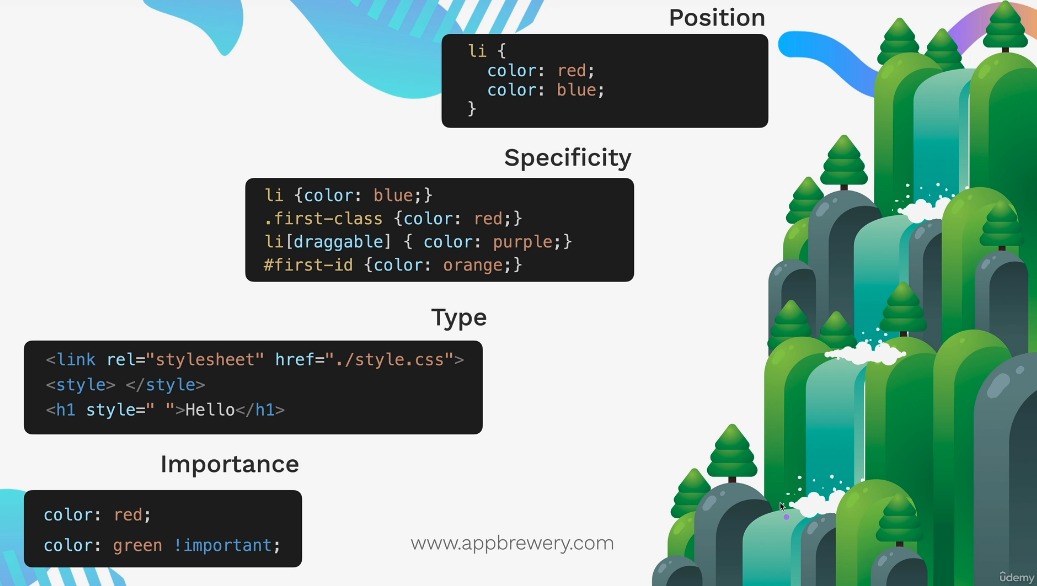 Position
li {
  color: red;
  color: blue;
}
Specificity
li {color: blue;}
.first-class {color: red;}
li[draggable] { color: purple;}
#first-id {color: orange;}
Type
<link rel="stylesheet" href="./style.css">
<style> </style>
<h1 style=" ">Hello</h1>
Importance
color: red;
color: green !important;
www.appbrewery.com
ûdemy